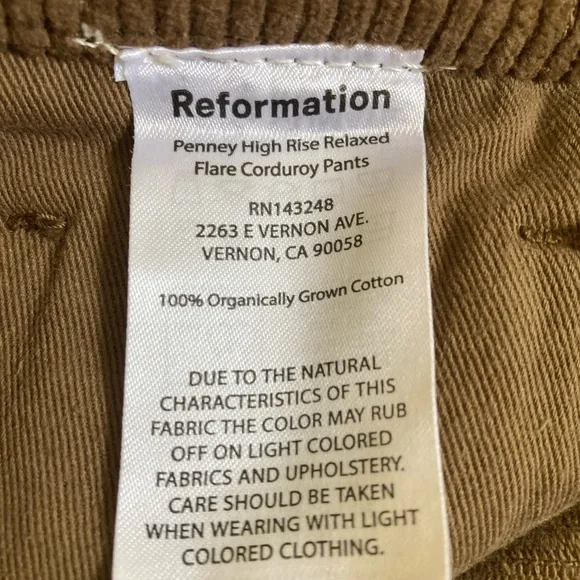 Reformation
Penney High Rise Relaxed
Flare Corduroy Pants
RN143248
2263 E VERNON AVE.
VERNON, CA 90058
100% Organically Grown Cotton
DUE TO THE NATURAL
CHARACTERISTICS OF THIS
FABRIC THE COLOR MAY RUB
OFF ON LIGHT COLORED
FABRICS AND UPHOLSTERY.
CARE SHOULD BE TAKEN
WHEN WEARING WITH LIGHT
COLORED CLOTHING.